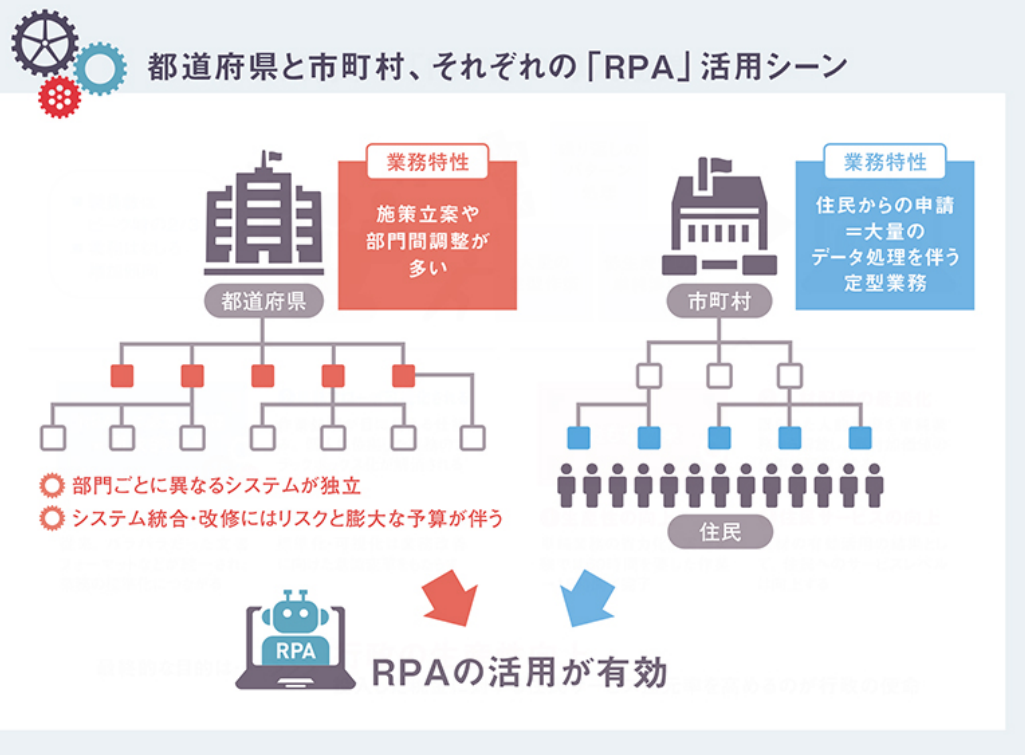 都道府県と市町村、それぞれの「RPA」活用シーン
業務特性
施策立案や
部門間調整が
多い
都道府県
部門ごとに異なるシステムが独立
システム統合・改修にはリスクと膨大な予算が伴う
業務特性
住民からの申請
＝大量の
データ処理を伴う
定型業務
市町村
住民
RPA
RPAの活用が有効